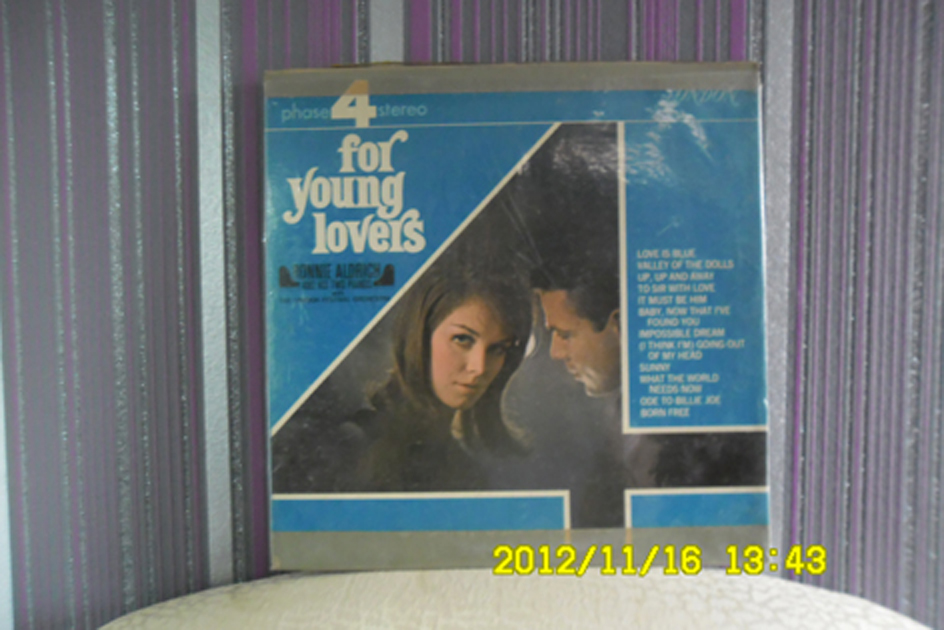 phase 4 stereo
LONDON
for
young
lovers
RONNIE ALDRICH
AND HIS TWO PIANOS
LOVE IS BLUE
VALLEY OF THE DOLLS
UP, UP AND AWAY
TO SIR WITH LOVE
IT MUST BE HIM
BABY, NOW THAT I'VE
FOUND YOU
IMPOSSIBLE DREAM
(I THINK I'M) GOING OUT
OF MY HEAD
SUNNY
WHAT THE WORLD
NEEDS NOW
ODE TO BILLIE JOE
BORN FREE
2012/11/16 13:43